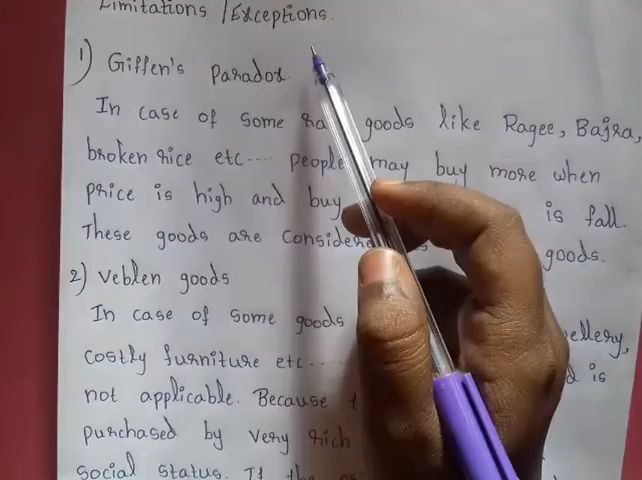 Limitations / Exceptions.
1) Giffen's Paradox.
In case of some goods like Ragee, Bajra,
broken rice etc---- people may buy more when
price is high and buy is fall.
These goods are considered goods.
2) Veblen goods
In case of some goods
costly furniture etc.... is
not applicable. Because
purchased by very rich
social status. If the